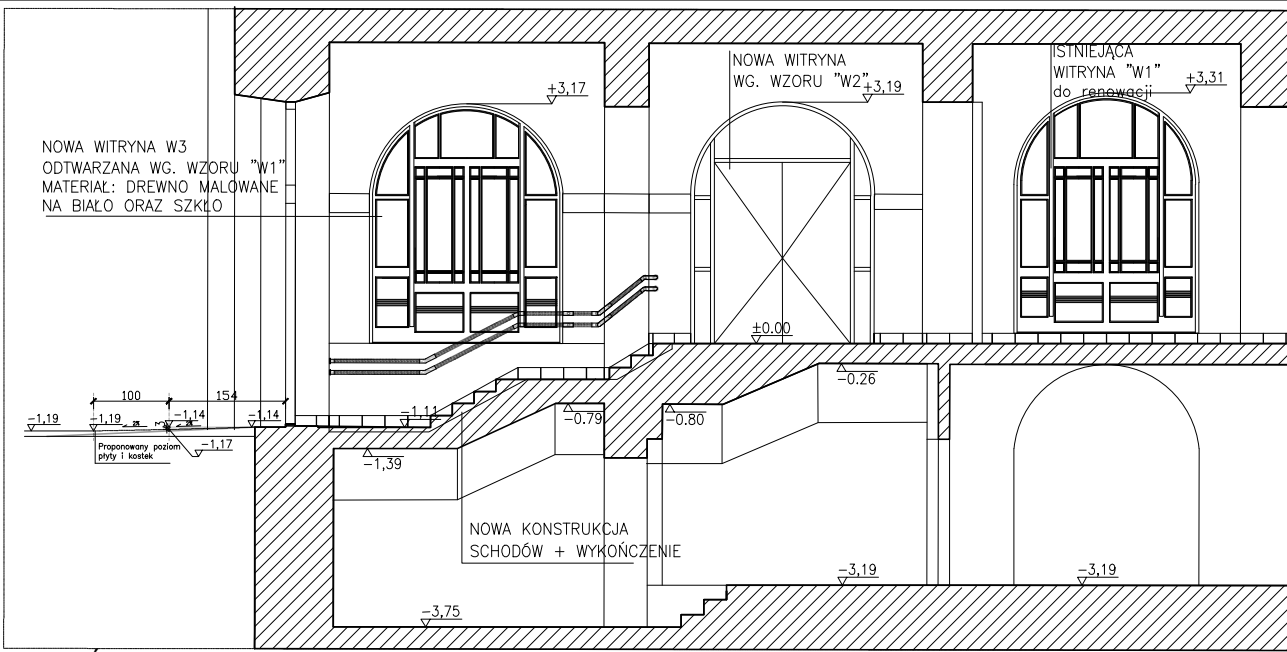 NOWA WITRYNA
WG. WZORU "W2"
ISTNIEJĄCA
WITRYNA "W1"
do renowacji
+3,17
+3,19
+3,31
NOWA WITRYNA W3
ODTWARZANA WG. WZORU "W1"
MATERIAŁ: DREWNO MALOWANE
NA BIAŁO ORAZ SZKŁO
±0.00
-0.26
100
154
-1,19
-1,19
-1,14
-1,14
-1,11
-0.79
-0.80
-1,17
Proponowany poziom
płyty i kostek
-1,39
NOWA KONSTRUKCJA
SCHODÓW + WYKOŃCZENIE
-3,19
-3,19
-3,75